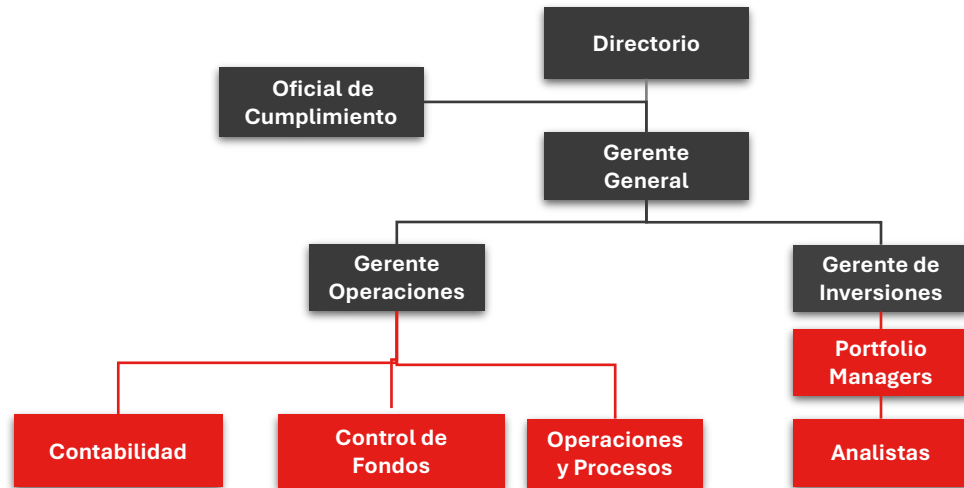 Directorio
Oficial de
Cumplimiento
Gerente
General
Gerente
Operaciones
Gerente de
Inversiones
Portfolio
Managers
Contabilidad
Control de
Fondos
Operaciones
y Procesos
Analistas